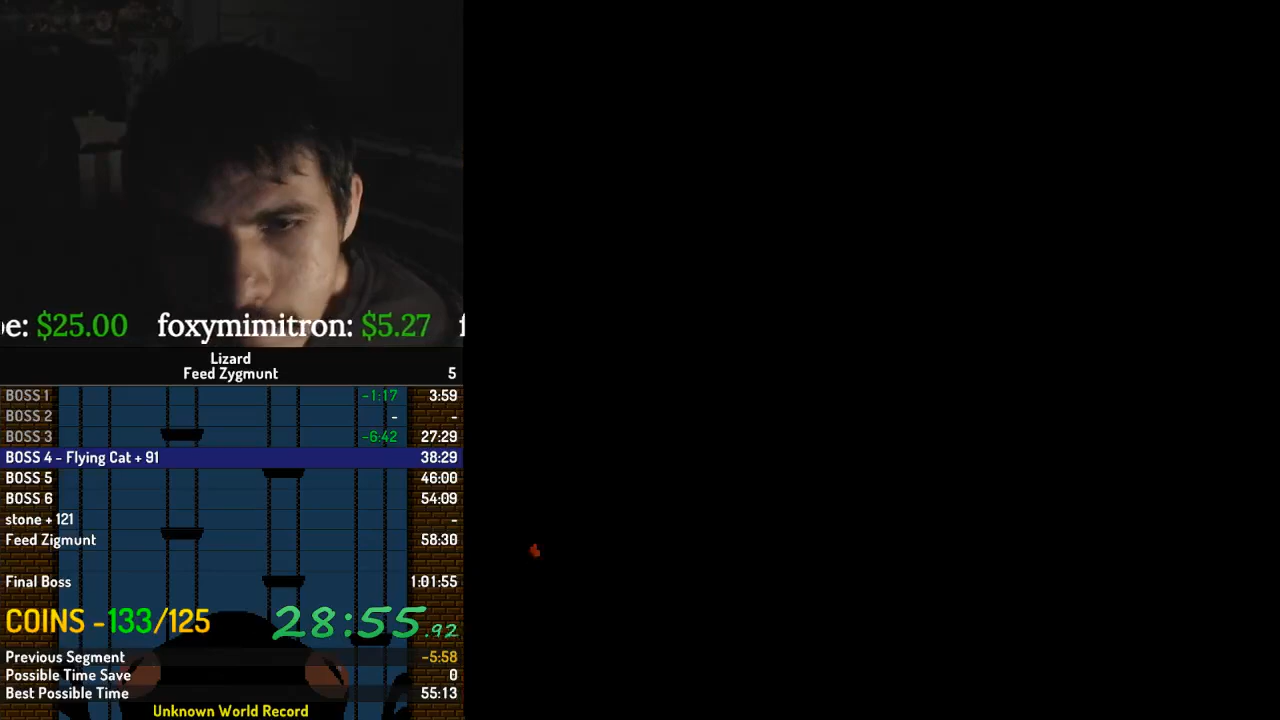 be: $25.00 foxymimitron: $5.27 f
Lizard
Feed Zygmunt 5
BOSS 1 -1:17 3:59
BOSS 2 - -
BOSS 3 -6:42 27:29
BOSS 4 - Flying Cat + 91 38:29
BOSS 5 46:00
BOSS 6 54:09
stone + 121 -
Feed Zigmunt 58:30
Final Boss 1:01:55
COINS -133/125 28:55.92
Previous Segment -5:58
Possible Time Save 0
Best Possible Time 55:13
Unknown World Record